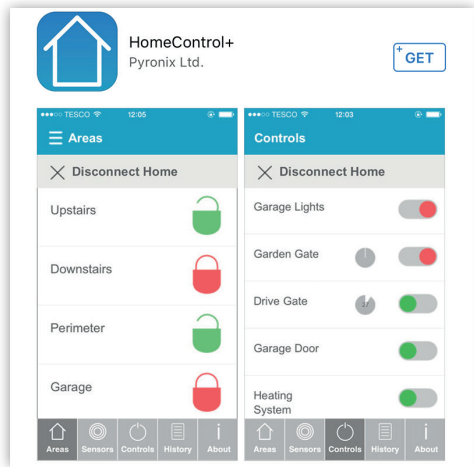 HomeControl+
Pyronix Ltd.
GET
TESCO 12:05
Areas
Disconnect Home
Upstairs
Downstairs
Perimeter
Garage
Areas Sensors Controls History About
TESCO 12:03
Controls
Disconnect Home
Garage Lights
Garden Gate
Drive Gate
Garage Door
Heating
System
Areas Sensors Controls History About